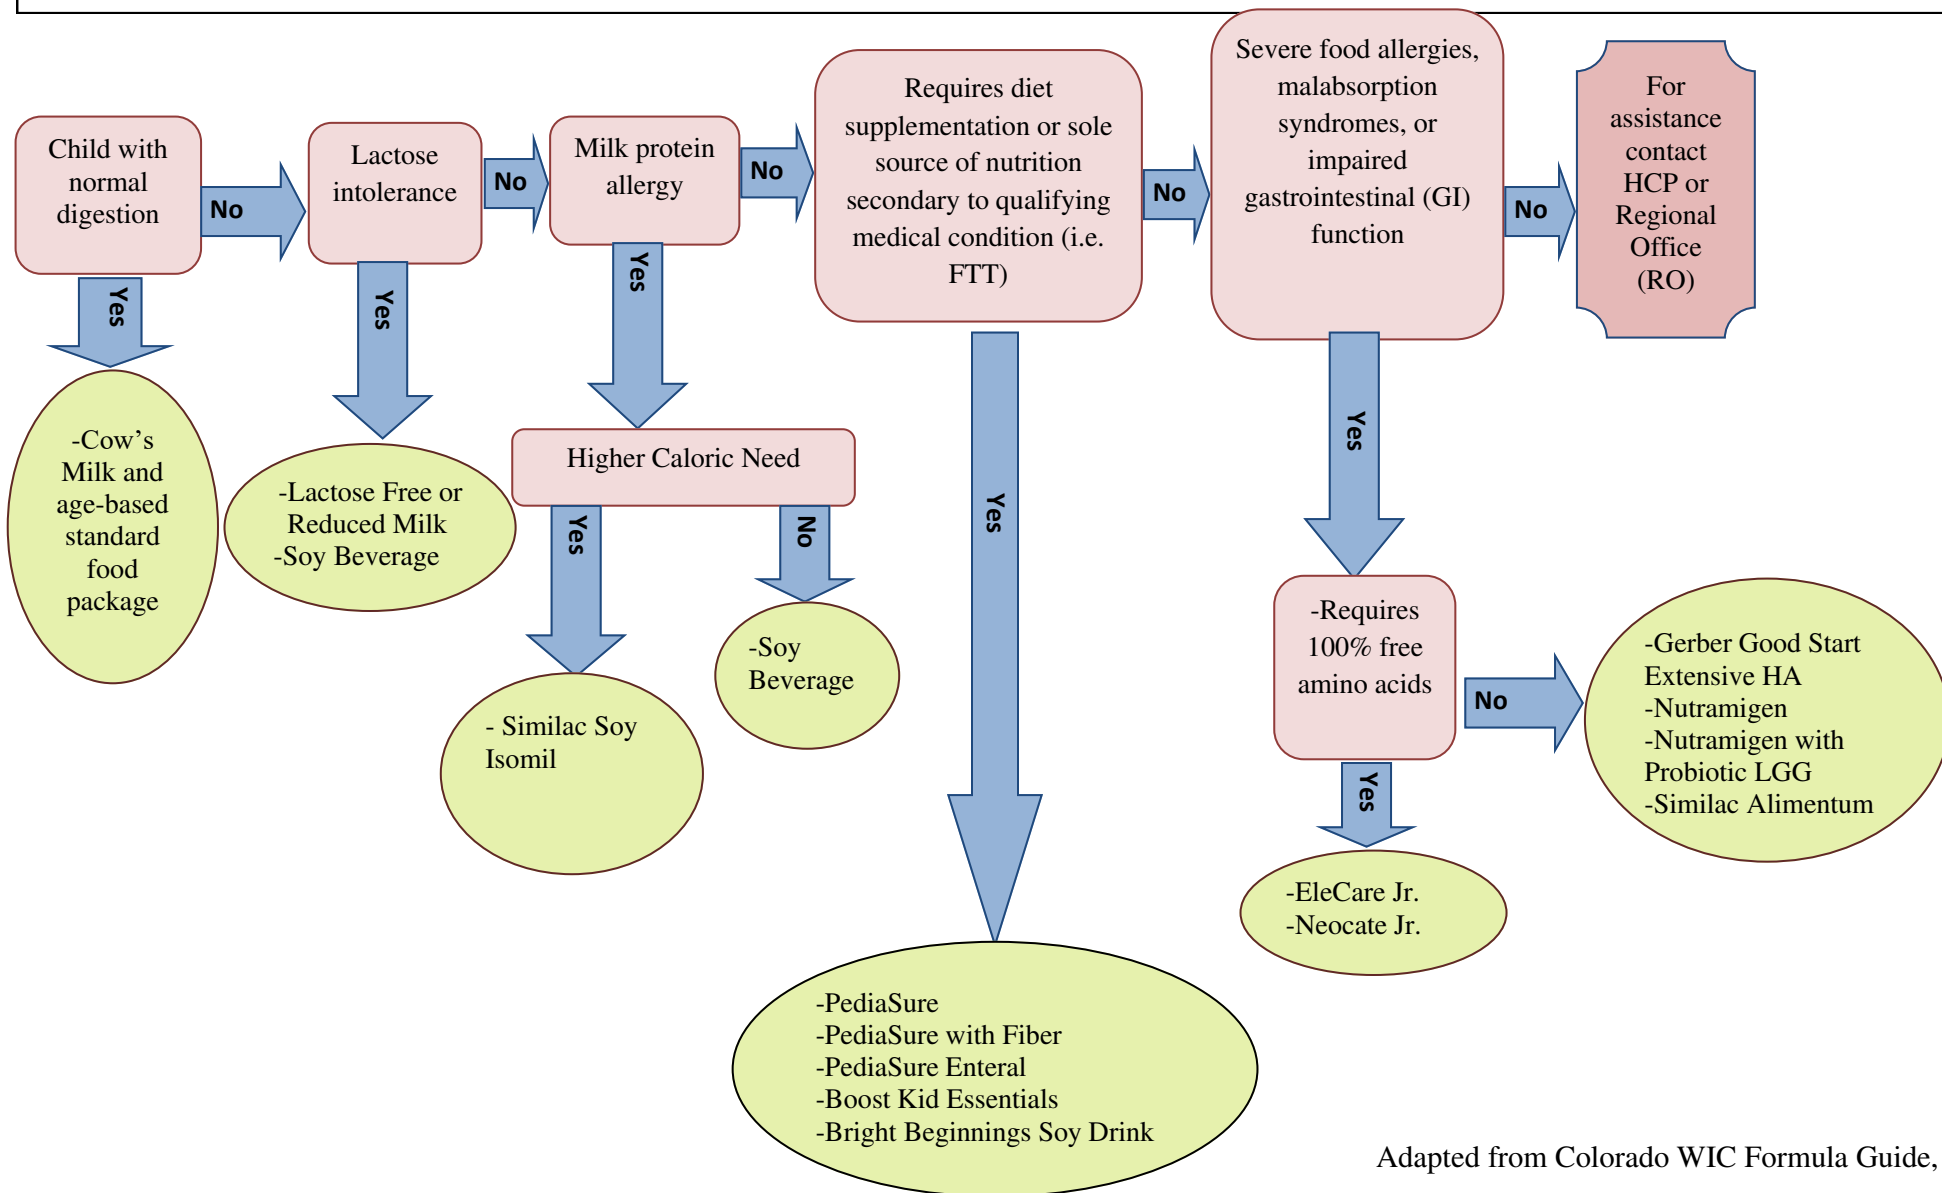 Child with
normal
digestion
No
Yes
-Cow's
Milk and
age-based
standard
food
package
Lactose
intolerance
No
Yes
-Lactose Free or
Reduced Milk
-Soy Beverage
Milk protein
allergy
No
Yes
Higher Caloric Need
Yes
No
- Similac Soy
Isomil
-Soy
Beverage
Requires diet
supplementation or sole
source of nutrition
secondary to qualifying
medical condition (i.e.
FTT)
No
Yes
-PediaSure
-PediaSure with Fiber
-PediaSure Enteral
-Boost Kid Essentials
-Bright Beginnings Soy Drink
Severe food allergies,
malabsorption
syndromes, or
impaired
gastrointestinal (GI)
function
No
Yes
-Requires
100% free
amino acids
No
Yes
-EleCare Jr.
-Neocate Jr.
-Gerber Good Start
Extensive HA
-Nutramigen
-Nutramigen with
Probiotic LGG
-Similac Alimentum
For
assistance
contact
HCP or
Regional
Office
(RO)
Adapted from Colorado WIC Formula Guide,